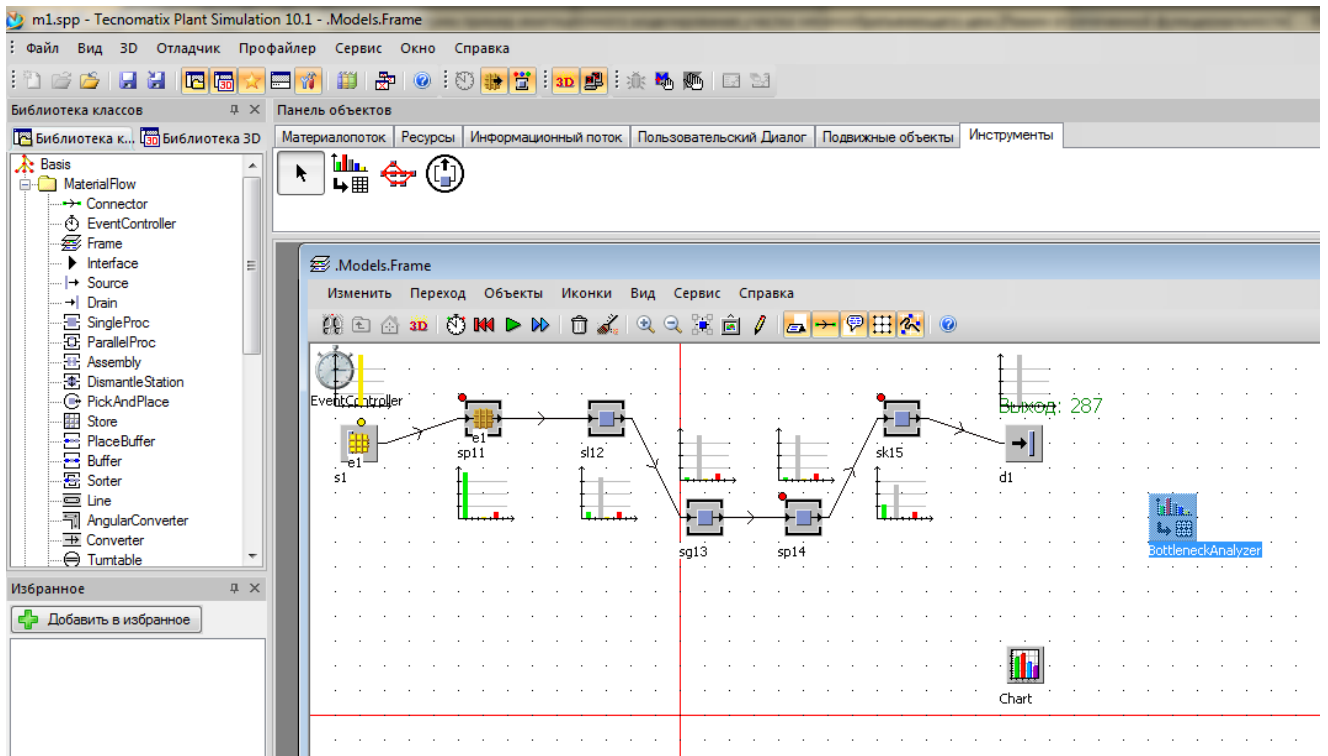 m1.spp - Tecnomatix Plant Simulation 10.1 - .Models.Frame
Файл Вид 3D Отладчик Профайлер Сервис Окно Справка
3D 3D
Библиотека классов
Библиотека к... 3D Библиотека 3D
Basis
MaterialFlow
Connector
EventController
Frame
Interface
Source
Drain
SingleProc
ParallelProc
Assembly
DismantleStation
PickAndPlace
Store
PlaceBuffer
Buffer
Sorter
Line
AngularConverter
Converter
Turntable
Избранное
Добавить в избранное
Панель объектов
Материалопоток Ресурсы Информационный поток Пользовательский Диалог Подвижные объекты Инструменты
.Models.Frame
Изменить Переход Объекты Иконки Вид Сервис Справка
3D
EventController
Выход: 287
e1
e1
s1
sp11
sl12
sk15
d1
sg13
sp14
BottleneckAnalyzer
Chart